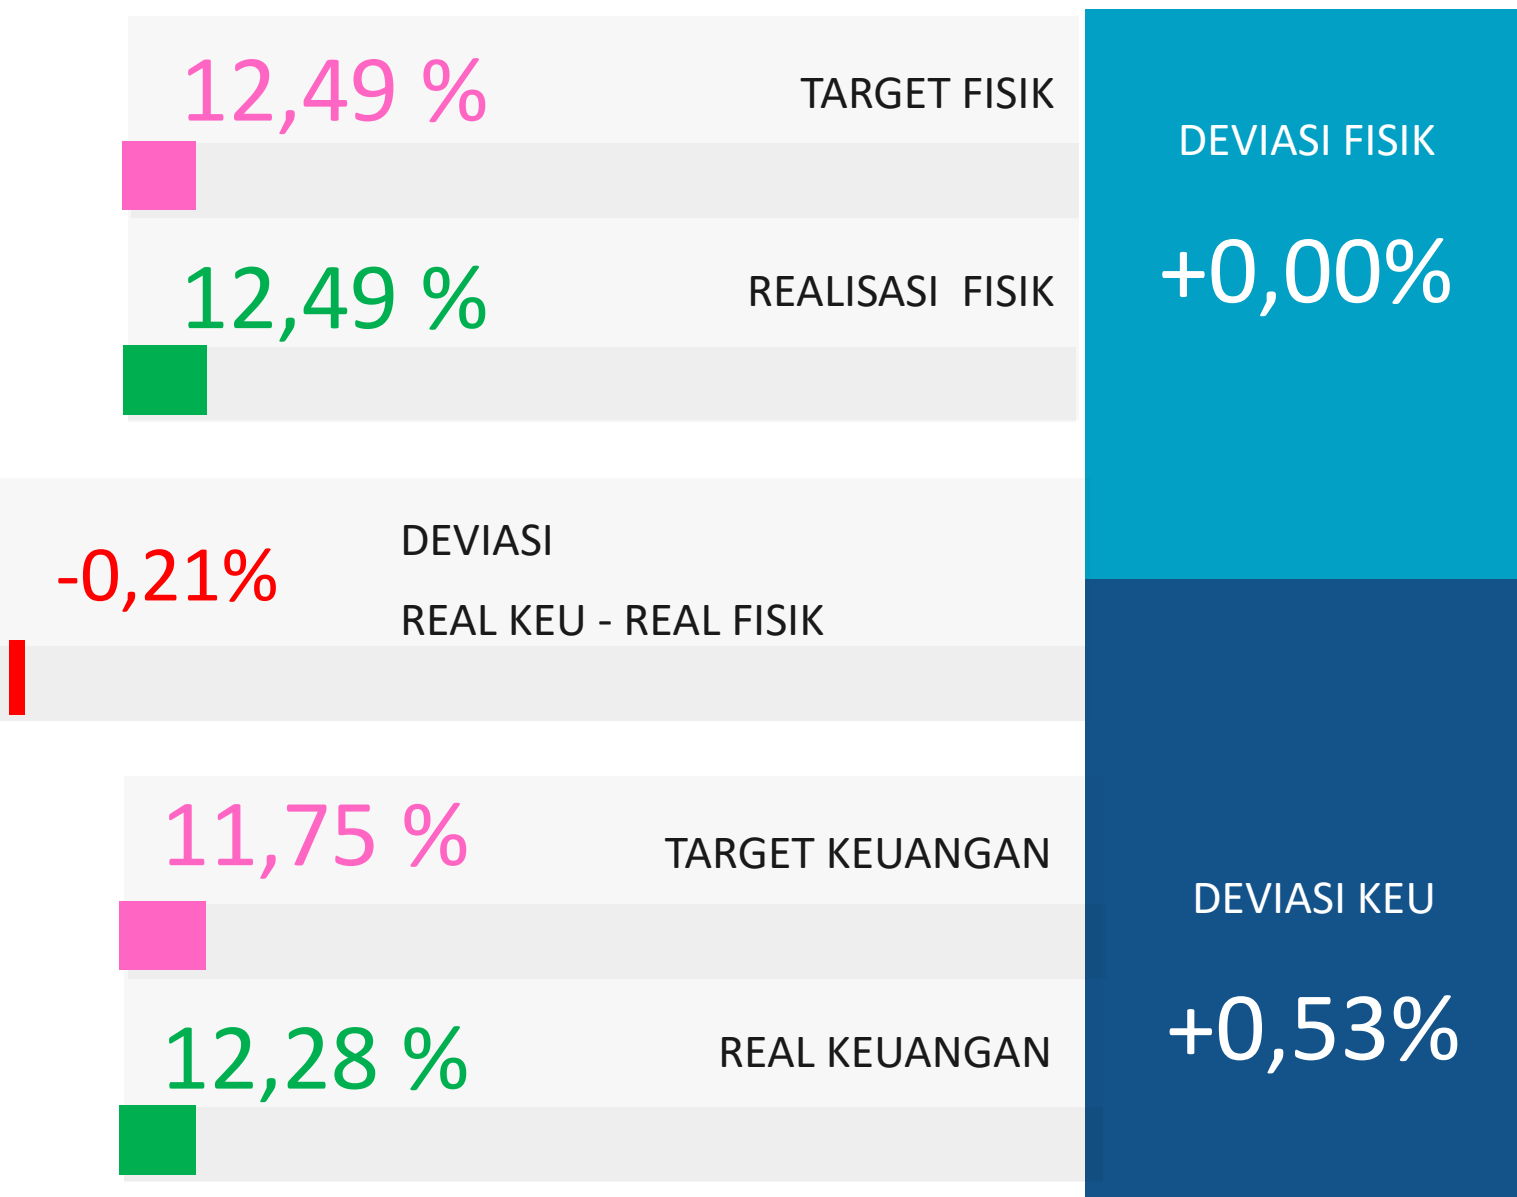 12,49 %
TARGET FISIK
12,49 %
REALISASI FISIK
DEVIASI FISIK
+0,00%
-0,21%
DEVIASI
REAL KEU - REAL FISIK
11,75 %
TARGET KEUANGAN
12,28 %
REAL KEUANGAN
DEVIASI KEU
+0,53%